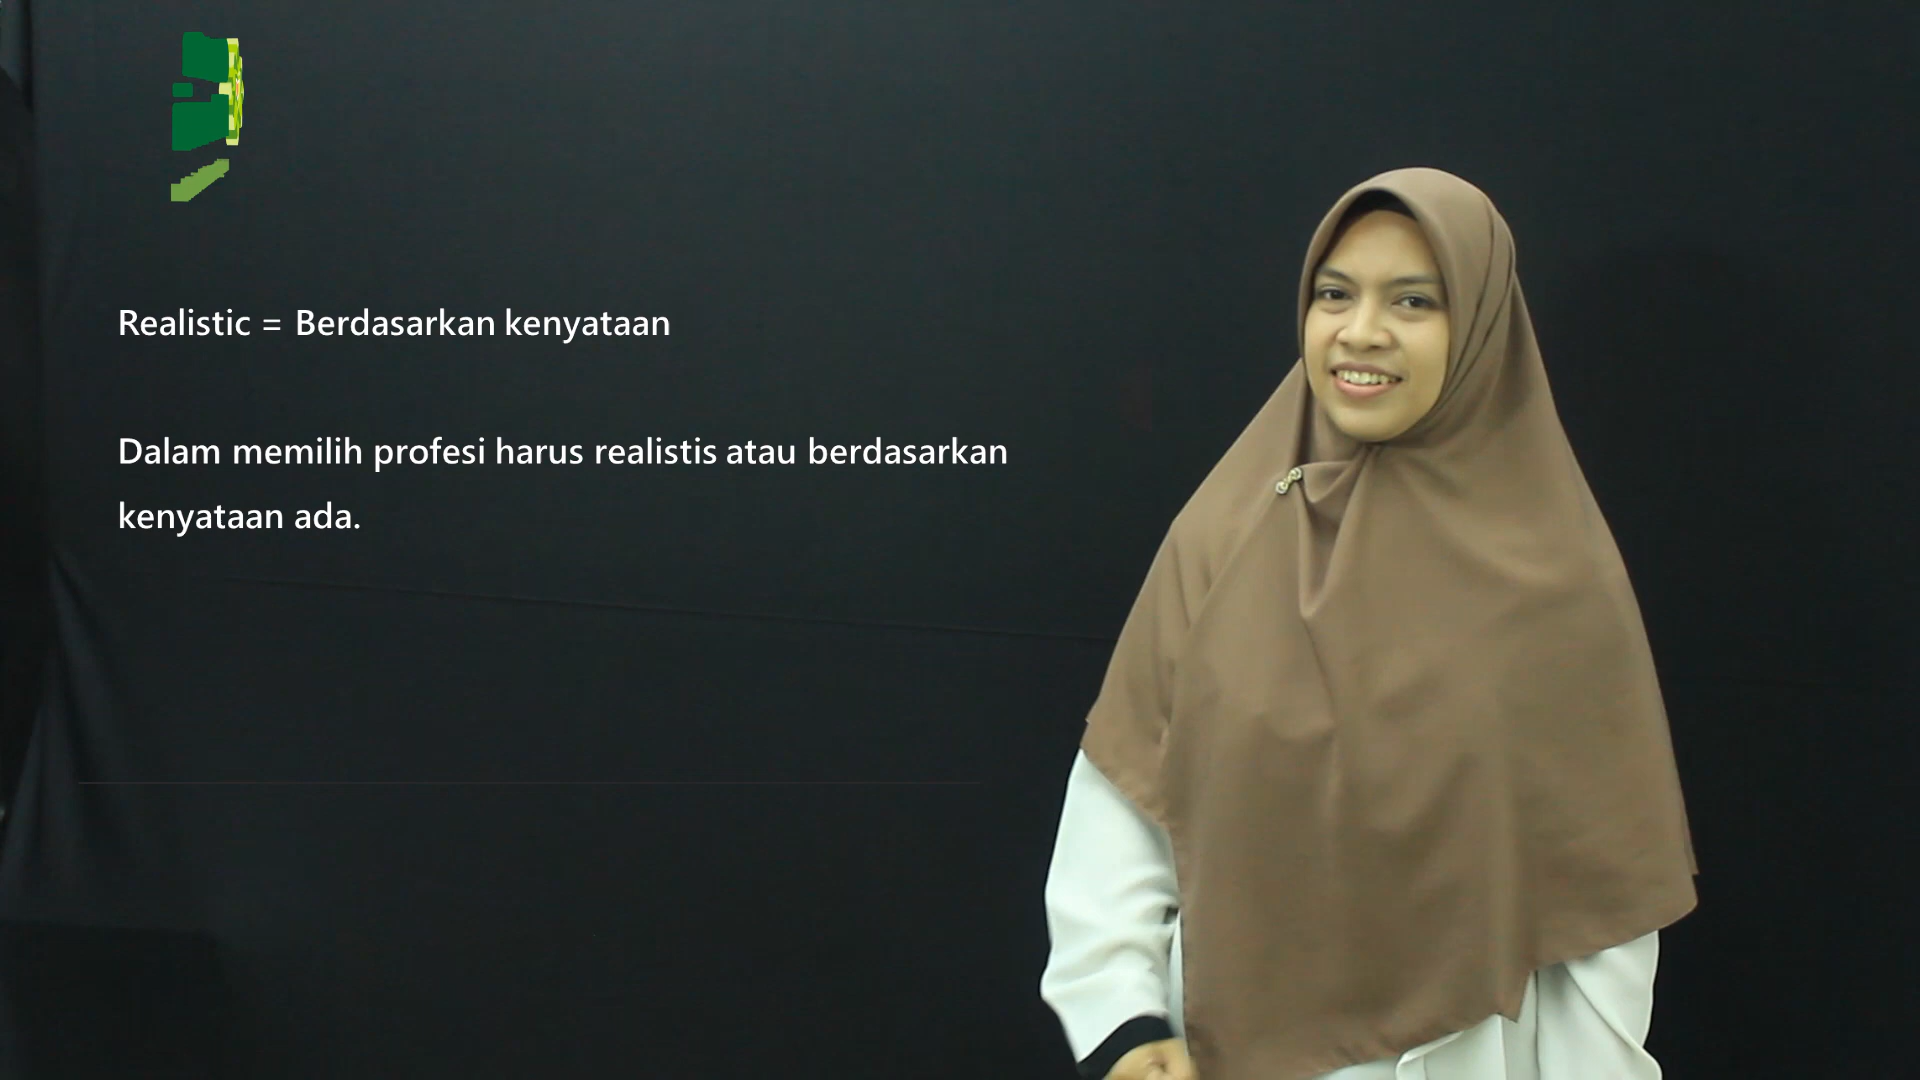 Realistic = Berdasarkan kenyataan
Dalam memilih profesi harus realistis atau berdasarkan
kenyataan ada.